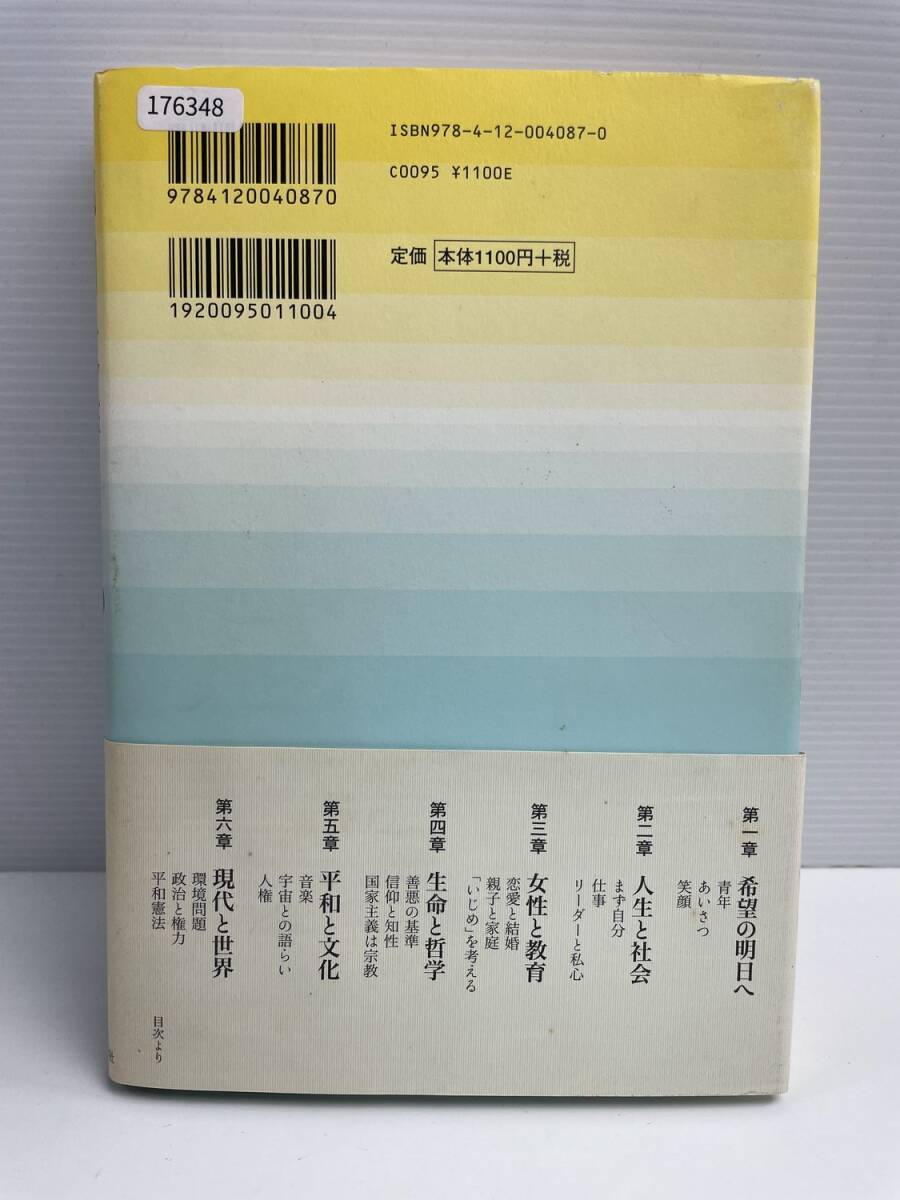 176348
ISBN978-4-12-004087-0
C0095 ¥1100E
9784120040870
定価 本体1100円+税
1920095011004
第一章 希望の明日へ
青年
あいさつ
笑顔
第二章 人生と社会
まず自分
仕事
リーダーと私心
第三章 女性と教育
恋愛と結婚
親子と家庭
「いじめ」を考える
第四章 生命と哲学
善悪の基準
信仰と知性
国家主義は宗教
第五章 平和と文化
音楽
宇宙との語らい
人権
第六章 現代と世界
環境問題
政治と権力
平和憲法
目次より
社